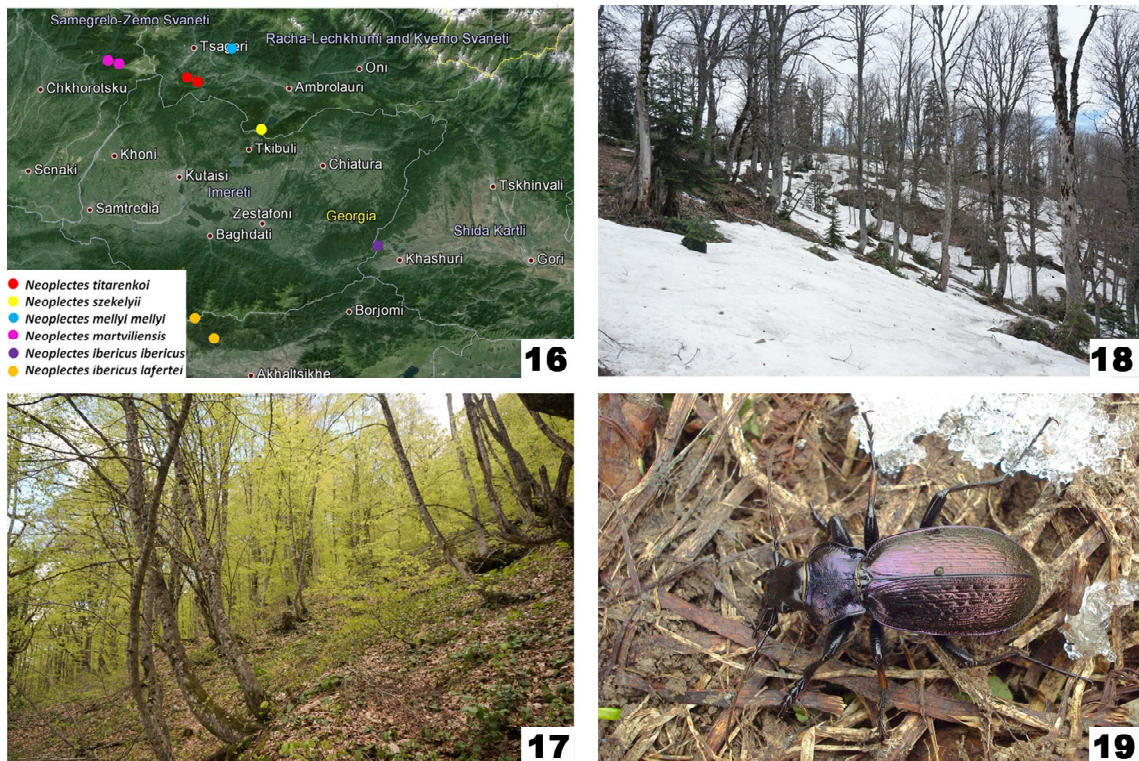 Samegrelo-Zemo Svaneti
Tsageri
Racha-Lechkhumi and Kvemo Svaneti
Oni
Chkhorotsku
Ambrolauri
Tkibuli
Khoni
Chiatura
Senaki
Kutaisi
Tskhinvali
Imereti
Samtredia
Zestafoni
Georgia
Baghdati
Shida Kartli
Khashuri
Gori
Neoplectes titarenkoi
Neoplectes szekelyii
Neoplectes mellyi mellyi
Neoplectes martviliensis
Neoplectes ibericus ibericus
Neoplectes ibericus lafertei
Borjomi
Akhaltsikhe
16
18
17
19